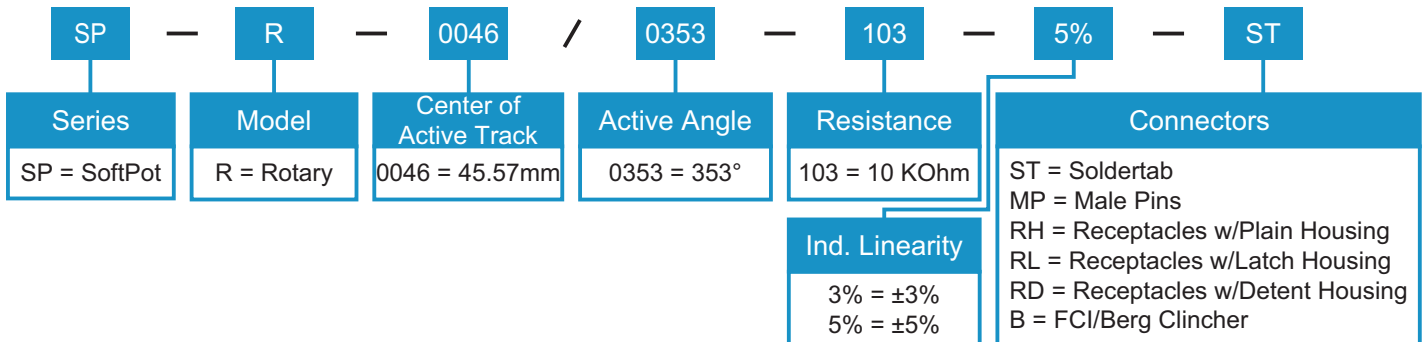 SP — R — 0046 / 0353 — 103 — 5% — ST
Series
SP = SoftPot
Model
R = Rotary
Center of
Active Track
0046 = 45.57mm
Active Angle
0353 = 353°
Resistance
103 = 10 KOhm
Ind. Linearity
3% = ±3%
5% = ±5%
Connectors
ST = Soldertab
MP = Male Pins
RH = Receptacles w/Plain Housing
RL = Receptacles w/Latch Housing
RD = Receptacles w/Detent Housing
B = FCI/Berg Clincher